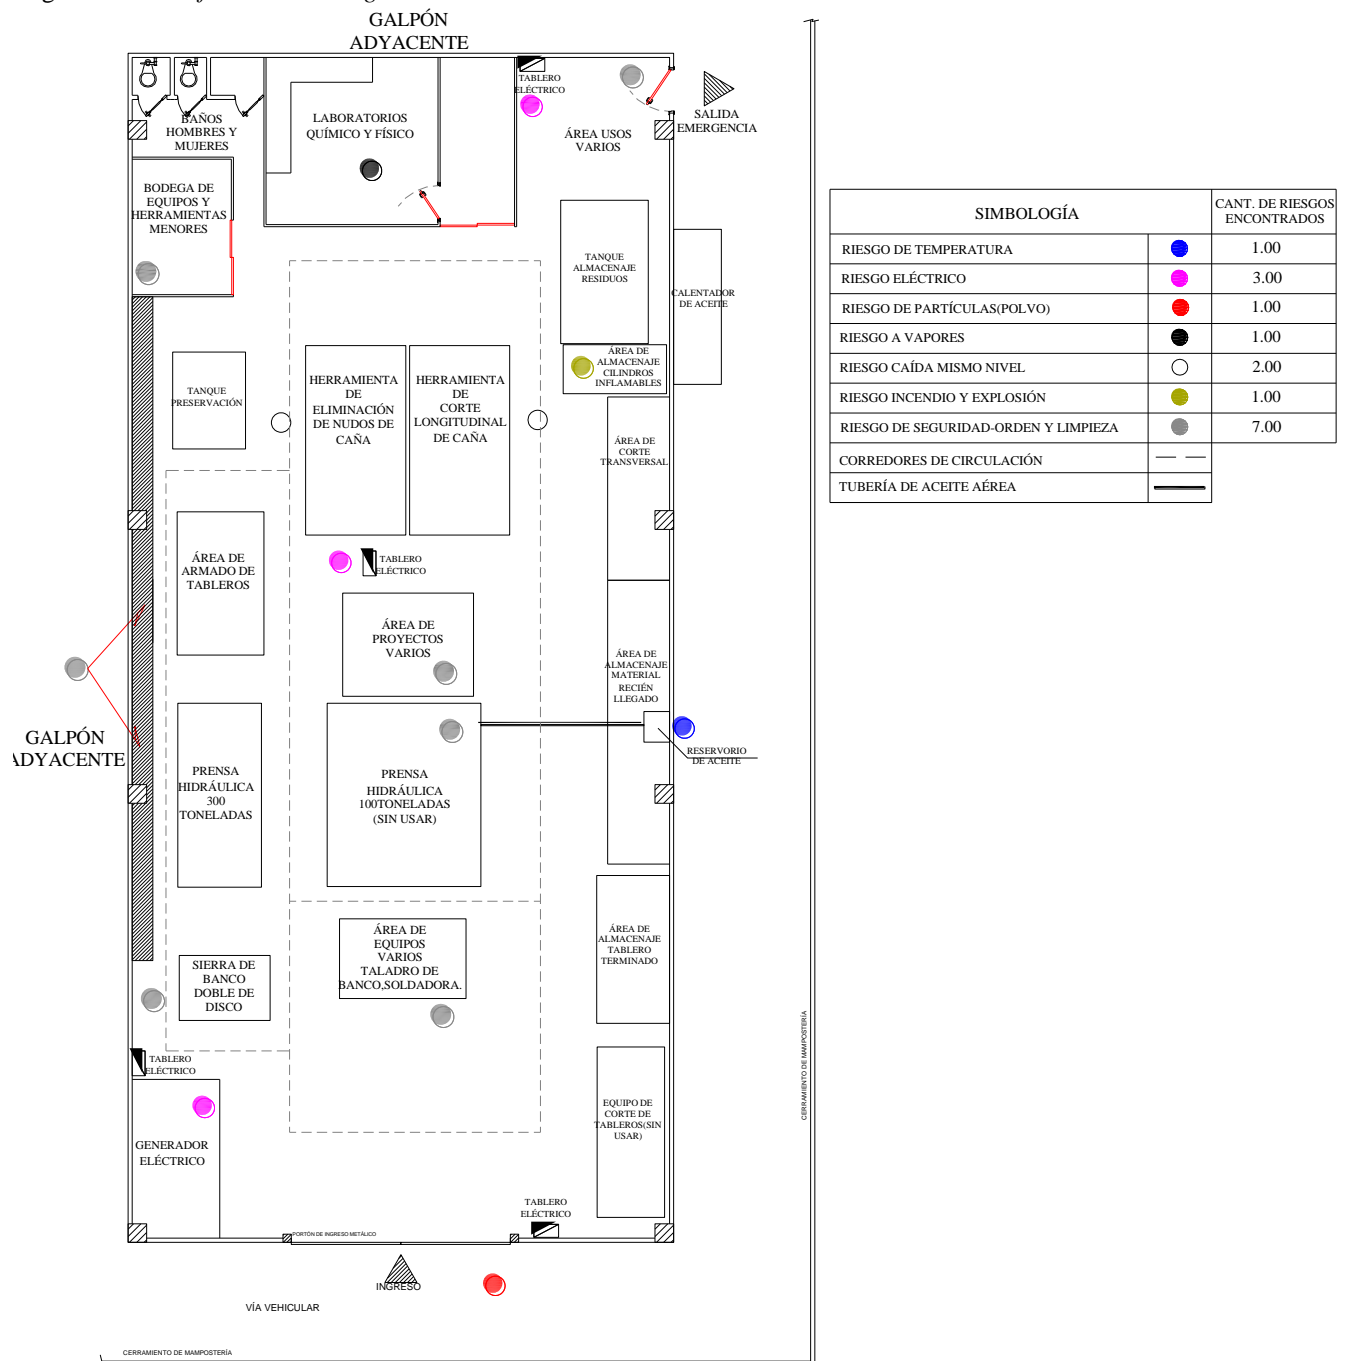 GALPÓN
ADYACENTE
TABLERO
ELÉCTRICO
SALIDA
EMERGENCIA
BAÑOS
HOMBRES Y
MUJERES
LABORATORIOS
QUÍMICO Y FÍSICO
ÁREA USOS
VARIOS
BODEGA DE
EQUIPOS Y
HERRAMIENTAS
MENORES
TANQUE
ALMACENAJE
RESIDUOS
CALENTADOR
DE ACEITE
SIMBOLOGÍA
CANT. DE RIESGOS
ENCONTRADOS
RIESGO DE TEMPERATURA 1.00
RIESGO ELÉCTRICO 3.00
RIESGO DE PARTÍCULAS(POLVO) 1.00
RIESGO A VAPORES 1.00
RIESGO CAÍDA MISMO NIVEL 2.00
RIESGO INCENDIO Y EXPLOSIÓN 1.00
RIESGO DE SEGURIDAD-ORDEN Y LIMPIEZA 7.00
CORREDORES DE CIRCULACIÓN
TUBERÍA DE ACEITE AÉREA
TANQUE
PRESERVACIÓN
HERRAMIENTA
DE
ELIMINACIÓN
DE NUDOS DE
CAÑA
HERRAMIENTA
DE
CORTE
LONGITUDINAL
DE CAÑA
ÁREA DE
ALMACENAJE
CILINDROS
INFLAMABLES
ÁREA DE
CORTE
TRANSVERSAL
ÁREA DE
ARMADO DE
TABLEROS
TABLERO
ELÉCTRICO
ÁREA DE
PROYECTOS
VARIOS
ÁREA DE
ALMACENAJE
MATERIAL
RECIÉN
LLEGADO
GALPÓN
ADYACENTE
PRENSA
HIDRÁULICA
300
TONELADAS
PRENSA
HIDRÁULICA
100TONELADAS
(SIN USAR)
RESERVORIO
DE ACEITE
ÁREA DE
EQUIPOS
VARIOS
TALADRO DE
BANCO,SOLDADORA.
ÁREA DE
ALMACENAJE
TABLERO
TERMINADO
SIERRA DE
BANCO
DOBLE DE
DISCO
TABLERO
ELÉCTRICO
GENERADOR
ELÉCTRICO
EQUIPO DE
CORTE DE
TABLEROS(SIN
USAR)
CERRAMIENTO DE MAMPOSTERÍA
TABLERO
ELÉCTRICO
PORTÓN DE INGRESO METÁLICO
INGRESO
VÍA VEHICULAR
CERRAMIENTO DE MAMPOSTERÍA